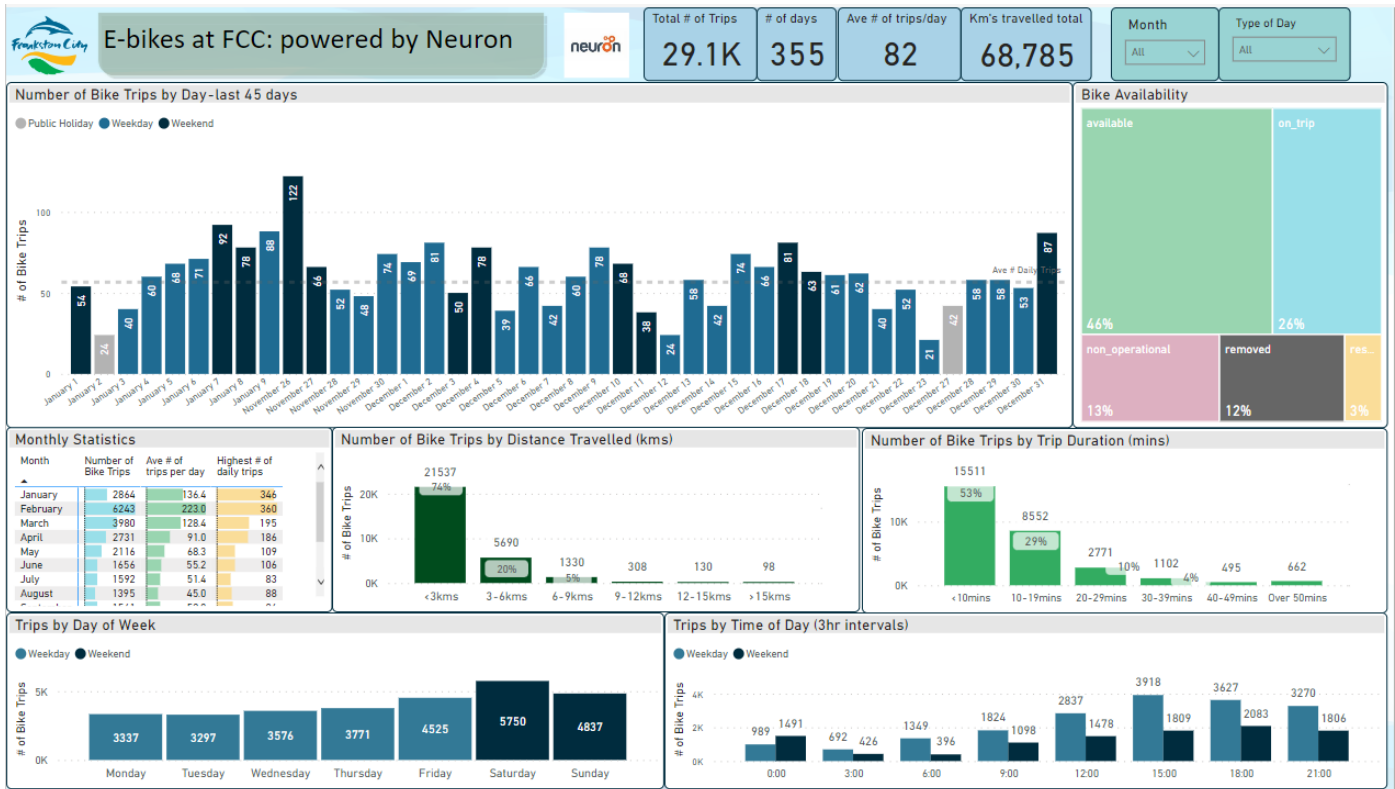 Frankston City
E-bikes at FCC: powered by Neuron
neuron
Total # of Trips
29.1K
# of days
355
Ave # of trips/day
82
Km's travelled total
68,785
Month
All
Type of Day
All
Number of Bike Trips by Day-last 45 days
Public Holiday Weekday Weekend
# of Bike Trips
100
50
0
Ave # Daily Trips
54 24 40 60 68 71 92 78 88 122 66 52 48 74 69 81 50 78 39 66 42 60 78 68 38 24 58 42 74 66 81 63 61 62 40 52 21 42 58 58 53 87
January 1
January 2
January 3
January 4
January 5
January 6
January 7
January 8
January 9
November 26
November 27
November 28
November 29
November 30
December 1
December 2
December 3
December 4
December 5
December 6
December 7
December 8
December 9
December 10
December 11
December 12
December 13
December 14
December 15
December 16
December 17
December 18
December 19
December 20
December 21
December 22
December 23
December 27
December 28
December 29
December 30
December 31
Bike Availability
available
46%
on_trip
26%
non_operational
13%
removed
12%
res...
3%
Monthly Statistics
Month Number of Bike Trips Ave # of trips per day Highest # of daily trips
January 2864 136.4 346
February 6243 223.0 360
March 3980 128.4 195
April 2731 91.0 186
May 2116 68.3 109
June 1656 55.2 106
July 1592 51.4 83
August 1395 45.0 88
Number of Bike Trips by Distance Travelled (kms)
# of Bike Trips
20K
10K
0K
21537 5690 1330 308 130 98
74% 20% 5%
<3kms 3-6kms 6-9kms 9-12kms 12-15kms >15kms
Number of Bike Trips by Trip Duration (mins)
# of Bike Trips
10K
0K
15511 8552 2771 1102 495 662
53% 29% 10% 4%
<10mins 10-19mins 20-29mins 30-39mins 40-49mins Over 50mins
Trips by Day of Week
Weekday Weekend
# of Bike Trips
5K
0K
3337 3297 3576 3771 4525 5750 4837
Monday Tuesday Wednesday Thursday Friday Saturday Sunday
Trips by Time of Day (3hr intervals)
Weekday Weekend
# of Bike Trips
4K
2K
0K
989 1491 692 426 1349 396 1824 1098 2837 1478 3918 1809 3627 2083 3270 1806
0:00 3:00 6:00 9:00 12:00 15:00 18:00 21:00